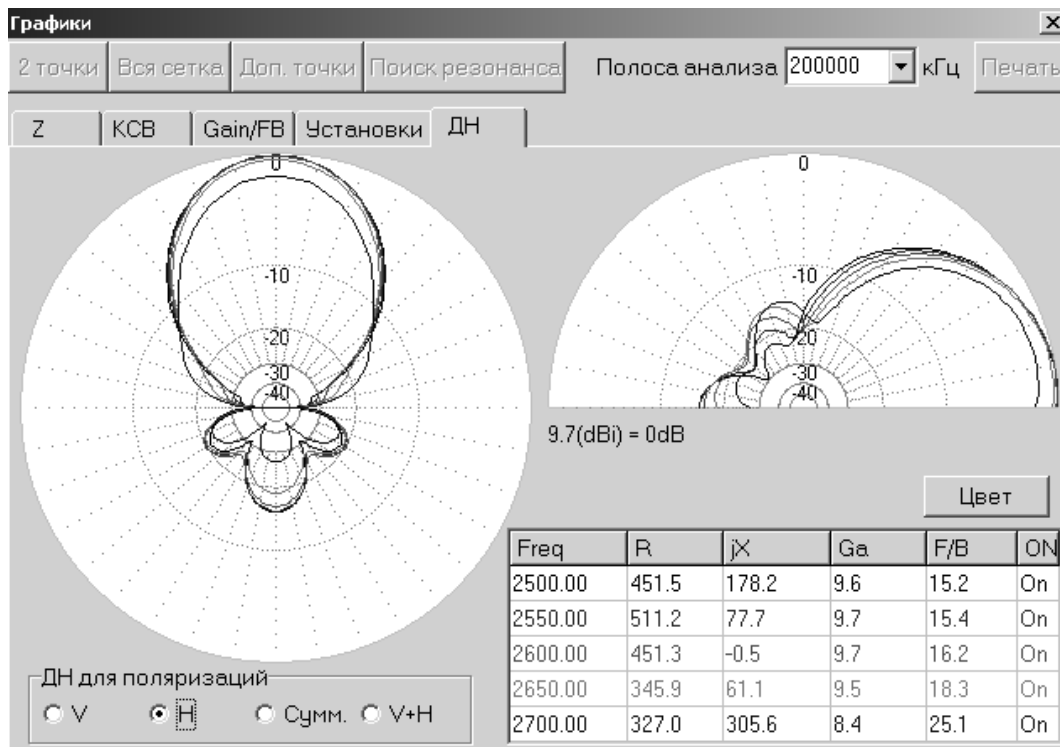 Графики
2 точки Вся сетка Доп. точки Поиск резонанса Полоса анализа 200000 кГц Печать
Z КСВ Gain/FB Установки ДН
0
-10
-20
-30
-40
0
-10
-20
-30
-40
9.7(dBi) = 0dB
Цвет
Freq R jX Ga F/B ON
2500.00 451.5 178.2 9.6 15.2 On
2550.00 511.2 77.7 9.7 15.4 On
2600.00 451.3 -0.5 9.7 16.2 On
2650.00 345.9 61.1 9.5 18.3 On
2700.00 327.0 305.6 8.4 25.1 On
ДН для поляризаций
V H Сумм. V+H